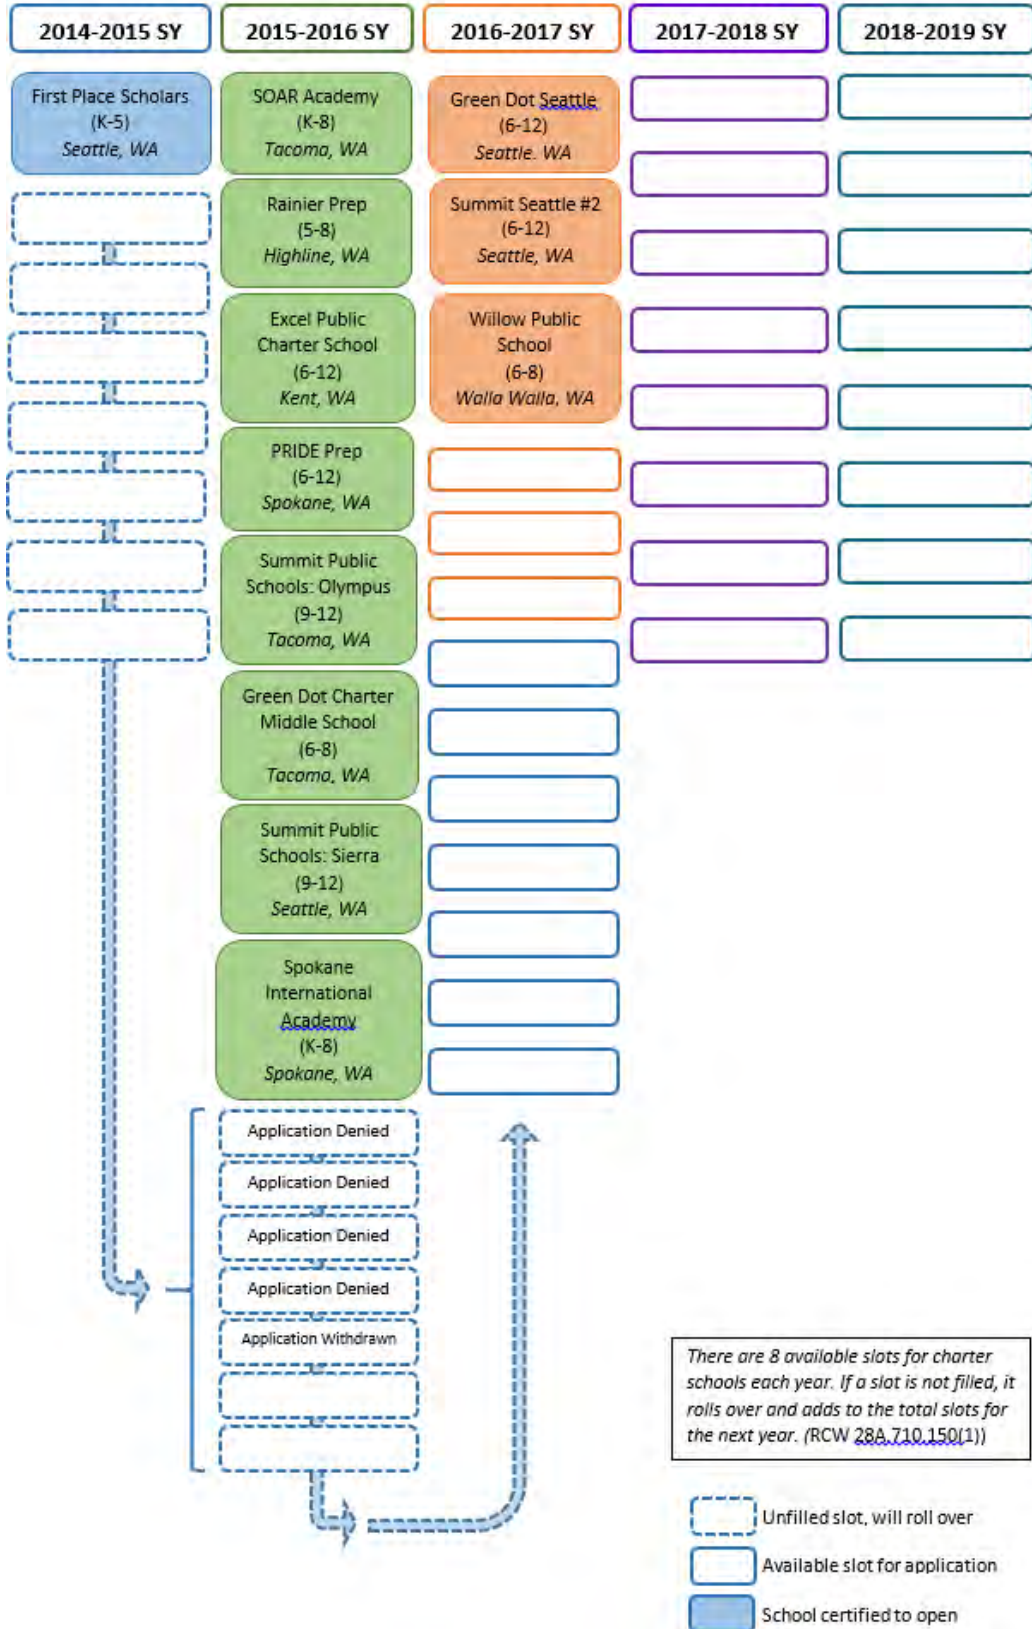 2014-2015 SY
2015-2016 SY
2016-2017 SY
2017-2018 SY
2018-2019 SY
First Place Scholars
(K-5)
Seattle, WA
SOAR Academy
(K-8)
Tacoma, WA
Rainier Prep
(5-8)
Highline, WA
Excel Public
Charter School
(6-12)
Kent, WA
PRIDE Prep
(6-12)
Spokane, WA
Summit Public
Schools: Olympus
(9-12)
Tacoma, WA
Green Dot Charter
Middle School
(6-8)
Tacoma, WA
Summit Public
Schools: Sierra
(9-12)
Seattle, WA
Spokane
International
Academy
(K-8)
Spokane, WA
Application Denied
Application Denied
Application Denied
Application Denied
Application Withdrawn
Green Dot Seattle
(6-12)
Seattle. WA
Summit Seattle #2
(6-12)
Seattle, WA
Willow Public
School
(6-8)
Walla Walla, WA
There are 8 available slots for charter
schools each year. If a slot is not filled, it
rolls over and adds to the total slots for
the next year. (RCW 28A.710.150(1))
Unfilled slot, will roll over
Available slot for application
School certified to open